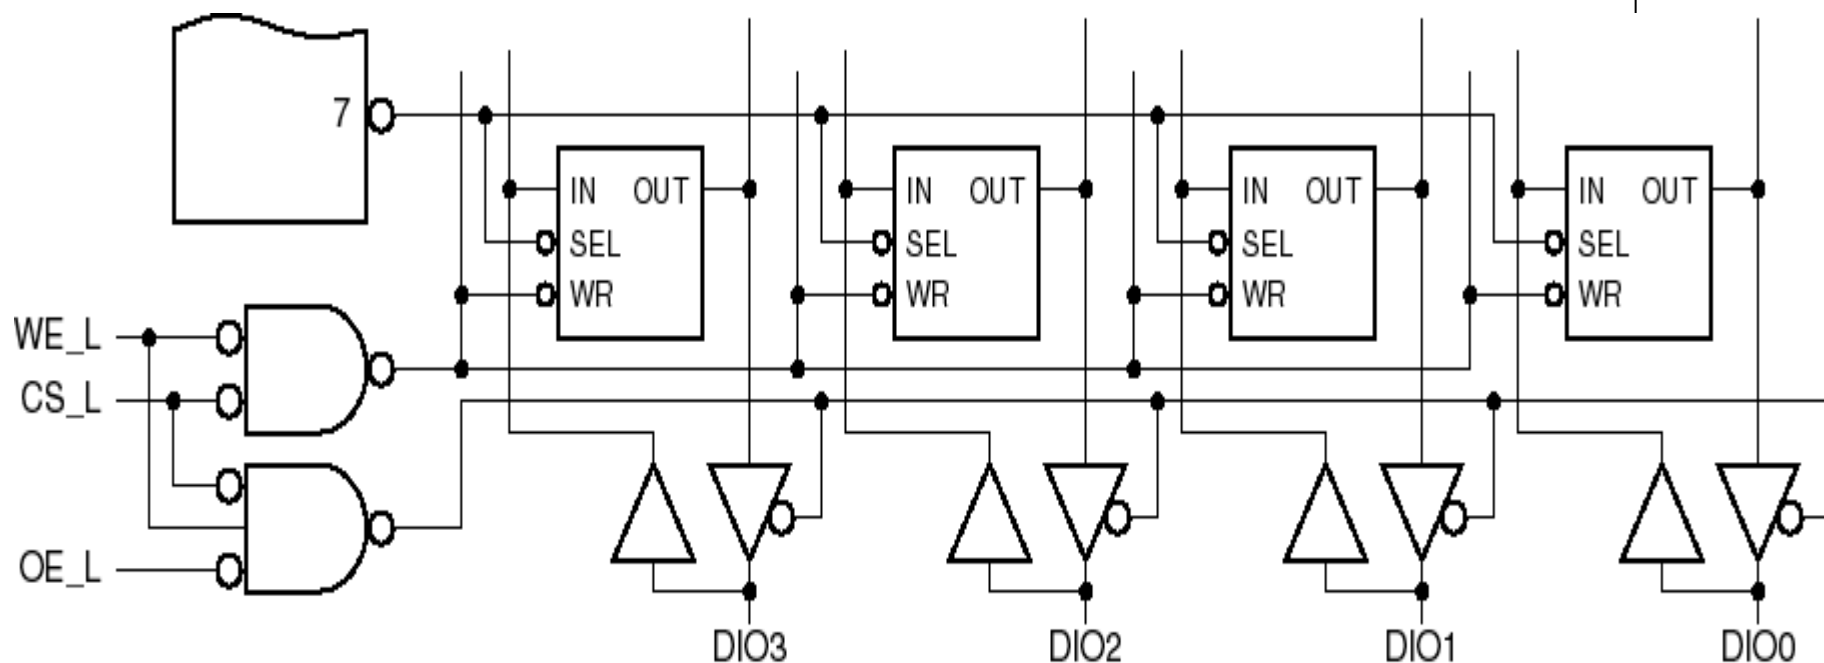 7
IN OUT IN OUT IN OUT IN OUT
SEL SEL SEL SEL
WR WR WR WR
WE_L
CS_L
OE_L
DIO3 DIO2 DIO1 DIO0